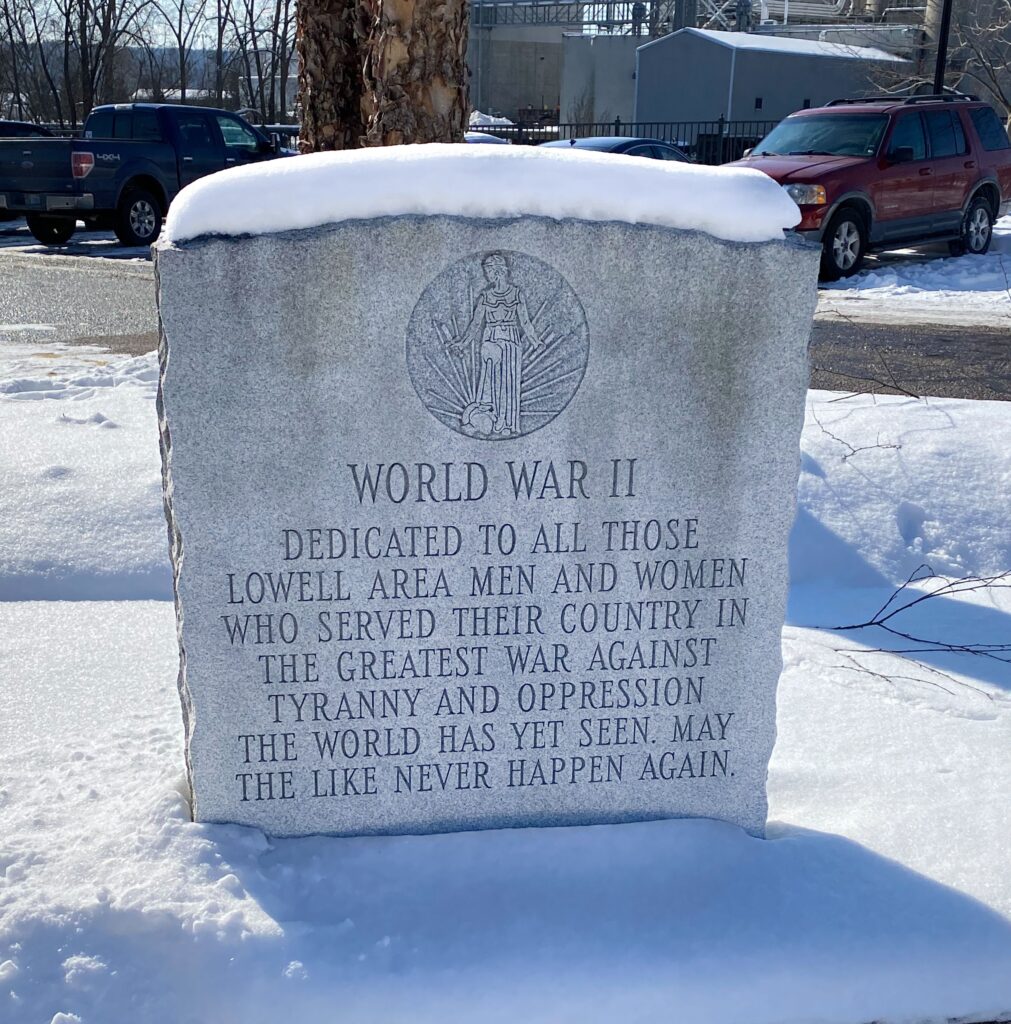 4X4
WORLD WAR II
DEDICATED TO ALL THOSE
LOWELL AREA MEN AND WOMEN
WHO SERVED THEIR COUNTRY IN
THE GREATEST WAR AGAINST
TYRANNY AND OPPRESSION
THE WORLD HAS YET SEEN. MAY
THE LIKE NEVER HAPPEN AGAIN.